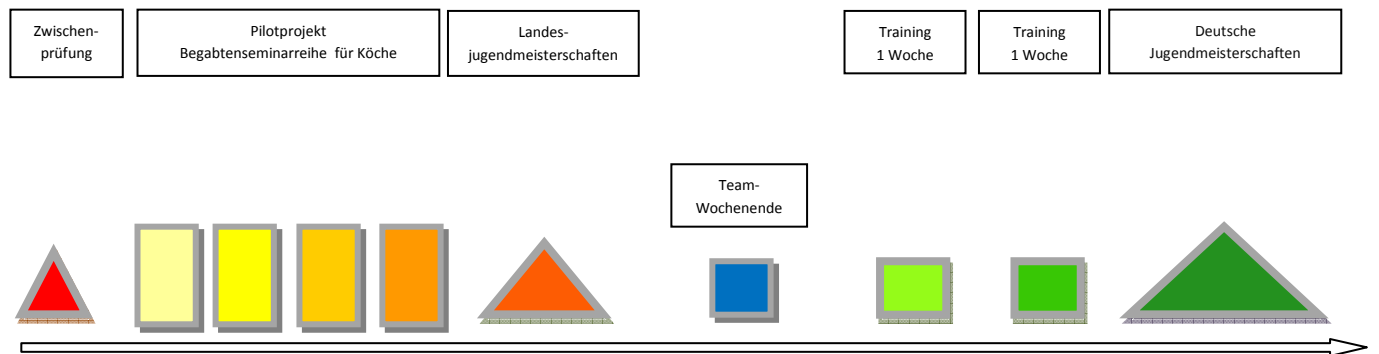 Zwischen-
prüfung
Pilotprojekt
Begabtenseminarreihe für Köche
Landes-
jugendmeisterschaften
Training
1 Woche
Training
1 Woche
Deutsche
Jugendmeisterschaften
Team-
Wochenende